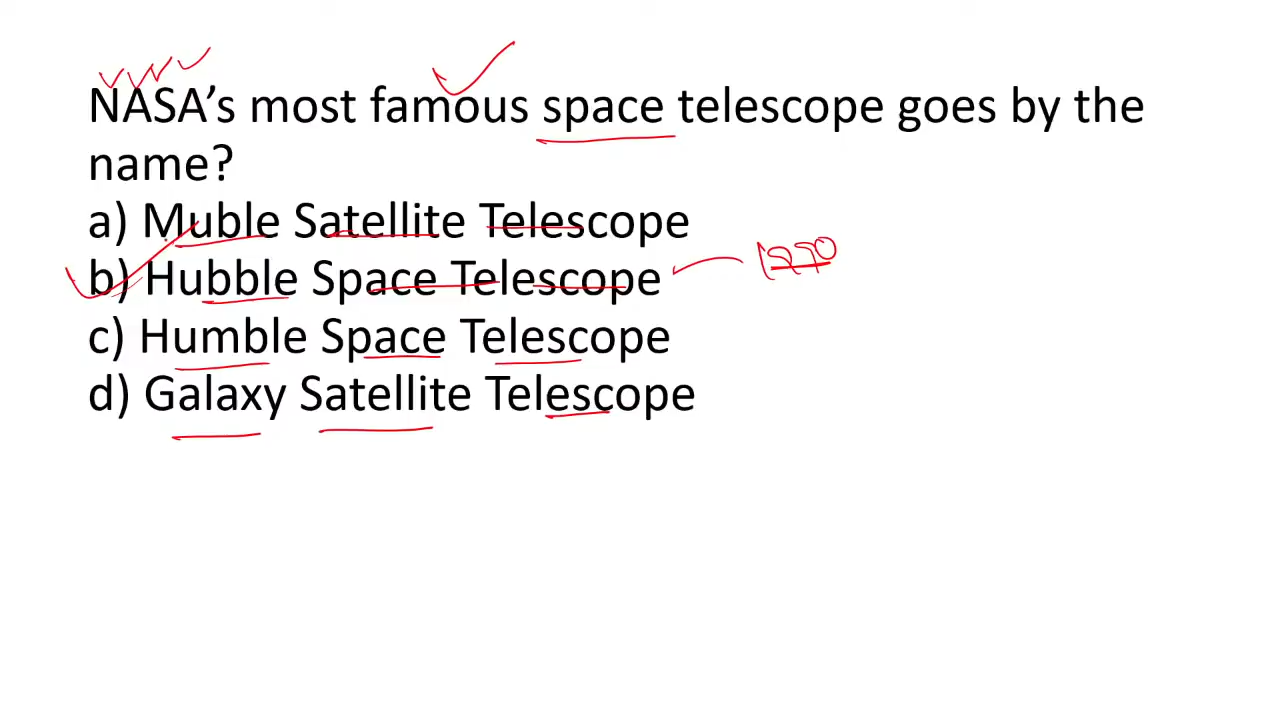 NASA's most famous space telescope goes by the
name?
a) Muble Satellite Telescope
b) Hubble Space Telescope
c) Humble Space Telescope
d) Galaxy Satellite Telescope